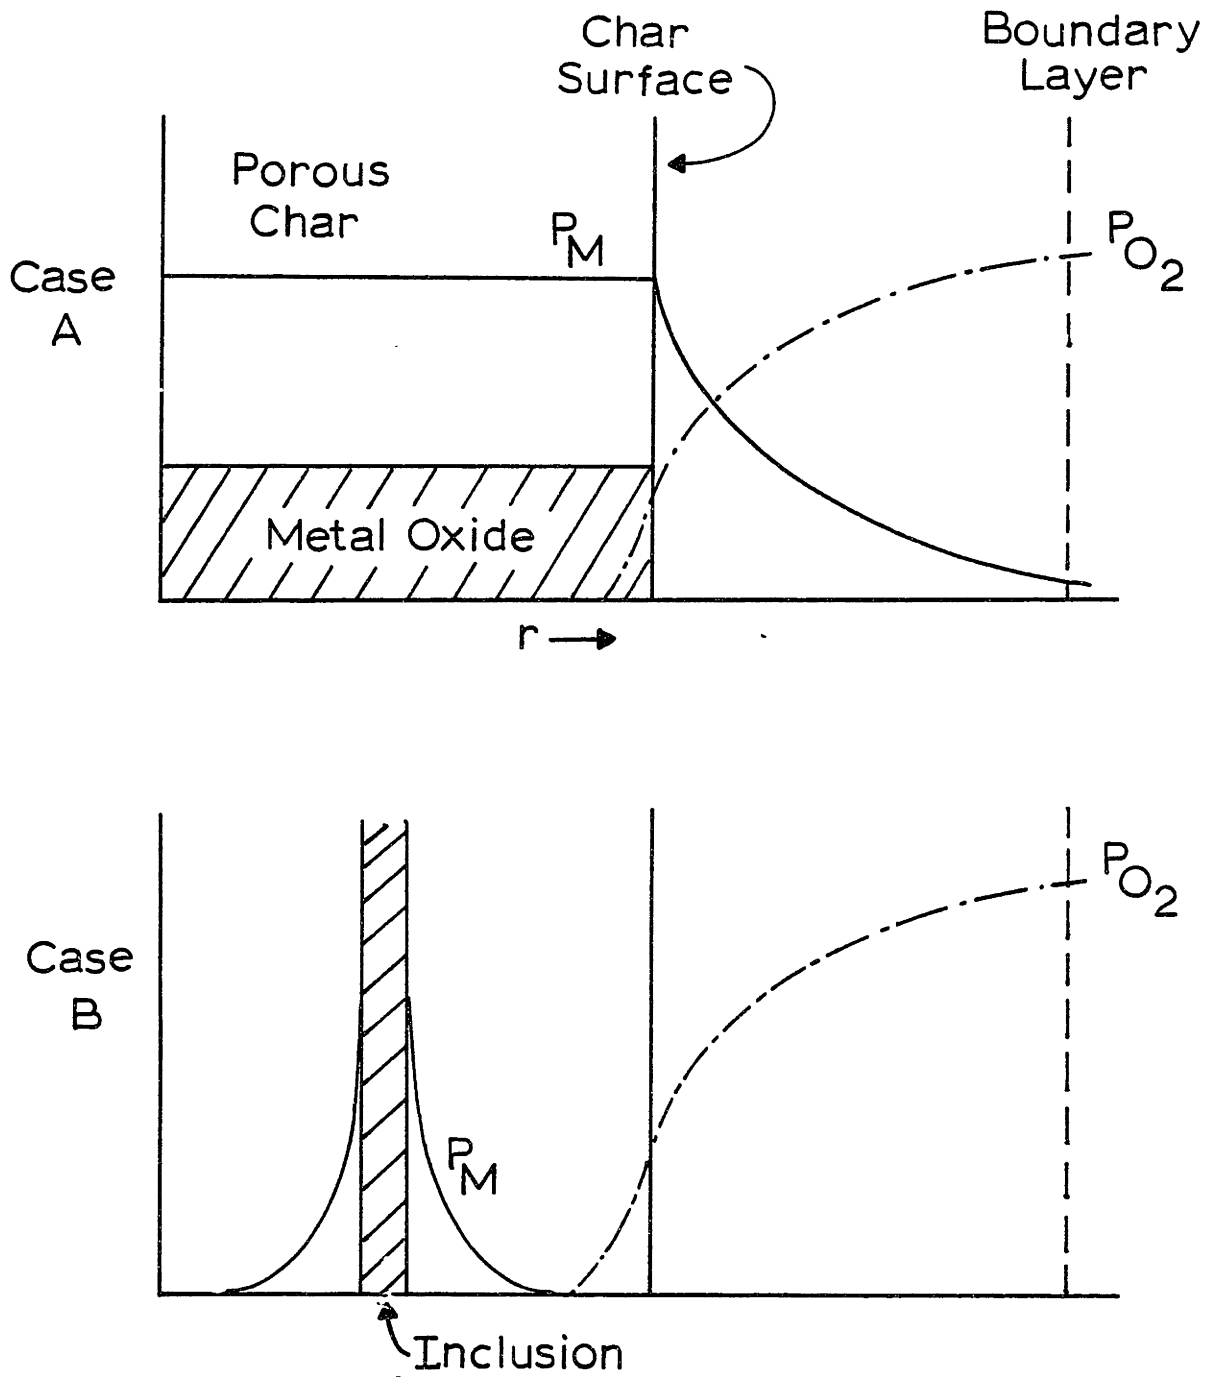 Char
Surface
Boundary
Layer
Porous
Char
P_M
P_O2
Case
A
Metal Oxide
r
P_O2
Case
B
P_M
Inclusion